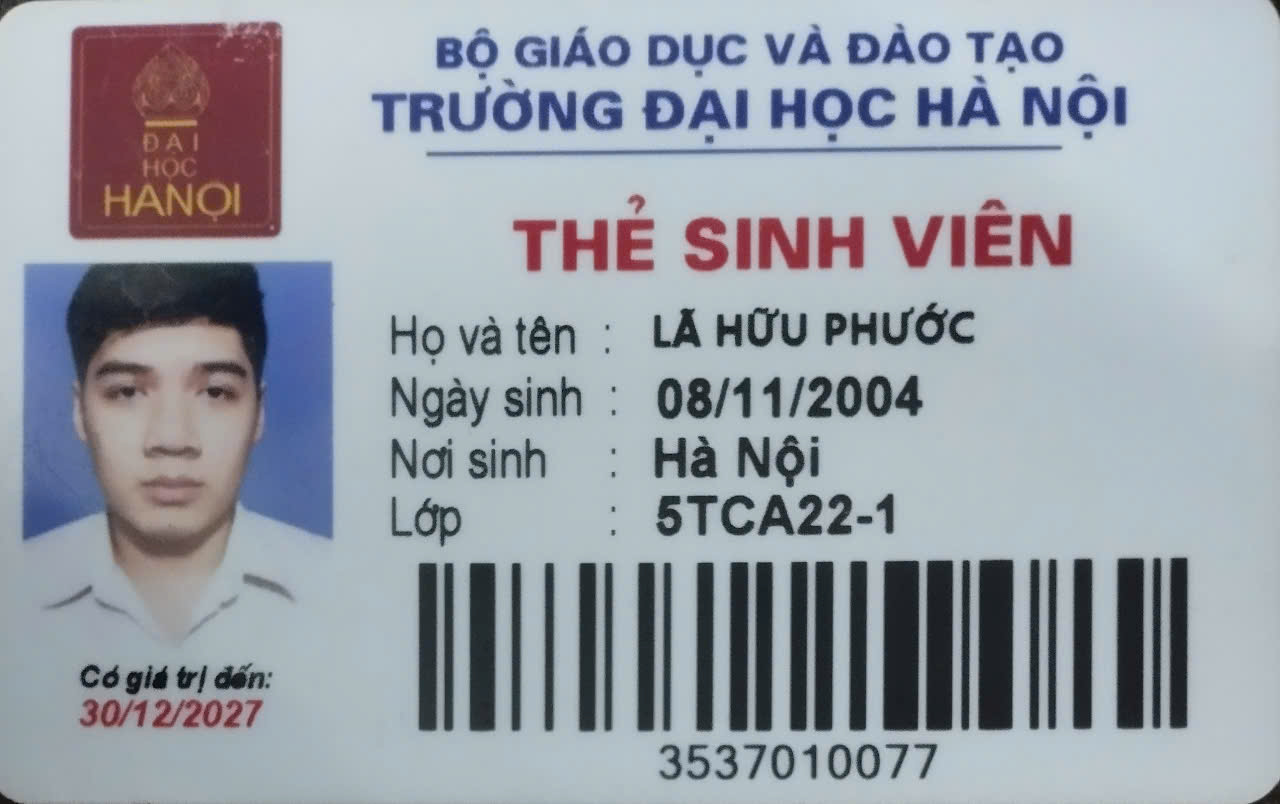 ĐẠI
HỌC
HANỘI
BỘ GIÁO DỤC VÀ ĐÀO TẠO
TRƯỜNG ĐẠI HỌC HÀ NỘI
THẺ SINH VIÊN
Họ và tên : LÃ HỮU PHƯỚC
Ngày sinh : 08/11/2004
Nơi sinh : Hà Nội
Lớp : 5TCA22-1
Có giá trị đến:
30/12/2027
3537010077